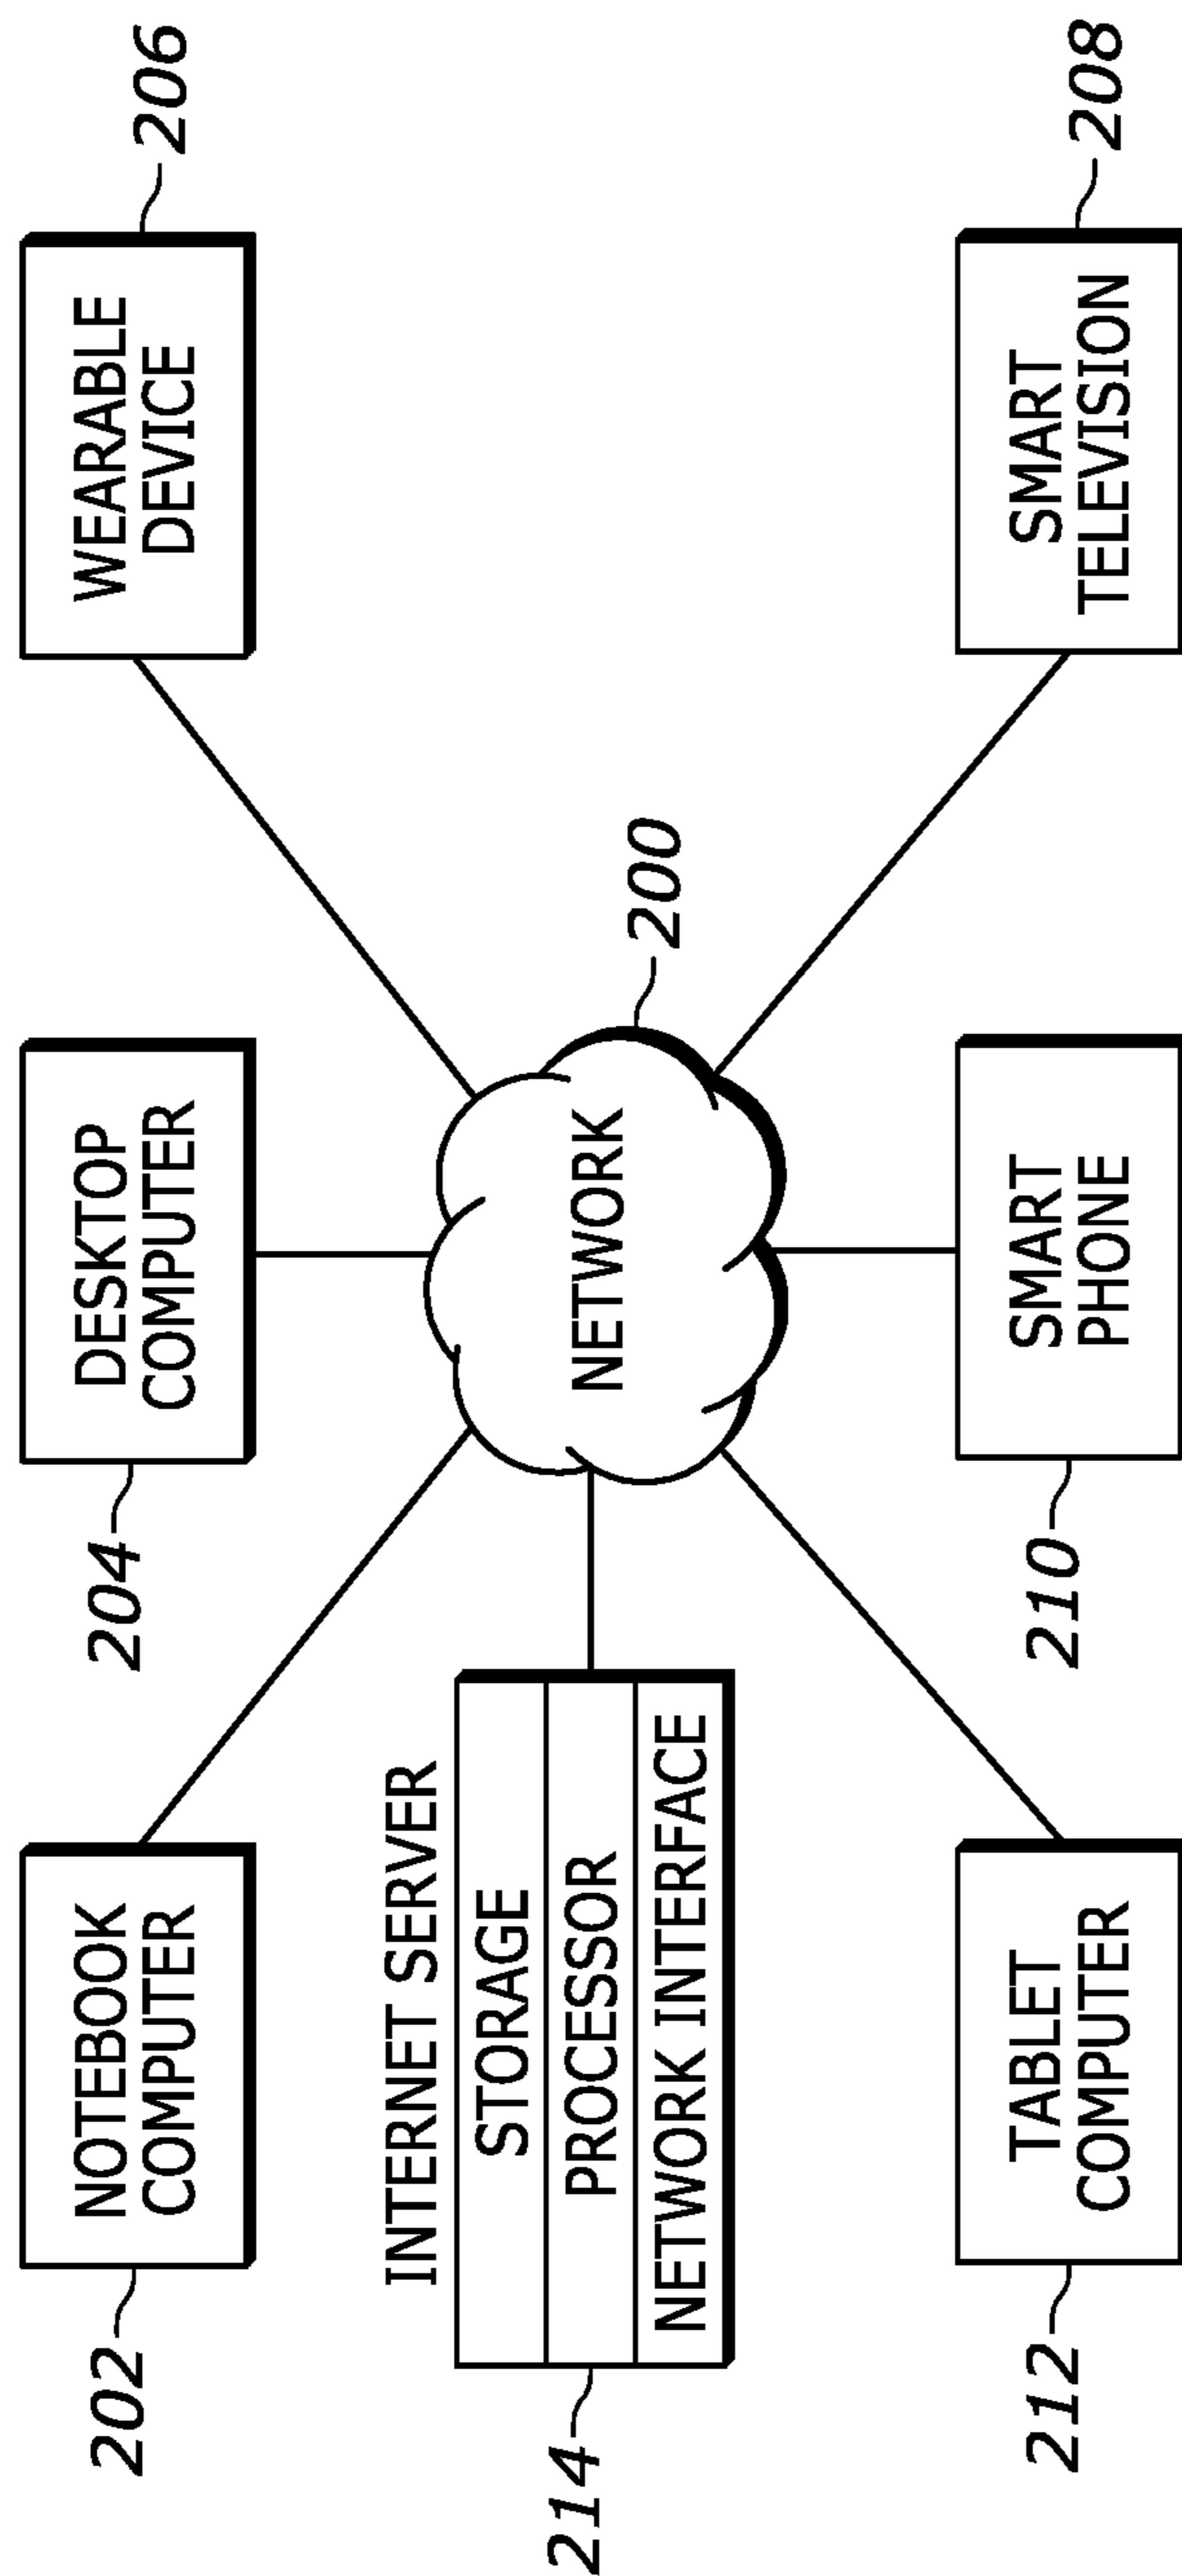 202
NOTEBOOK
COMPUTER
204
DESKTOP
COMPUTER
206
WEARABLE
DEVICE
INTERNET SERVER
214
STORAGE
PROCESSOR
NETWORK INTERFACE
NETWORK
200
212
TABLET
COMPUTER
210
SMART
PHONE
SMART
TELEVISION
208